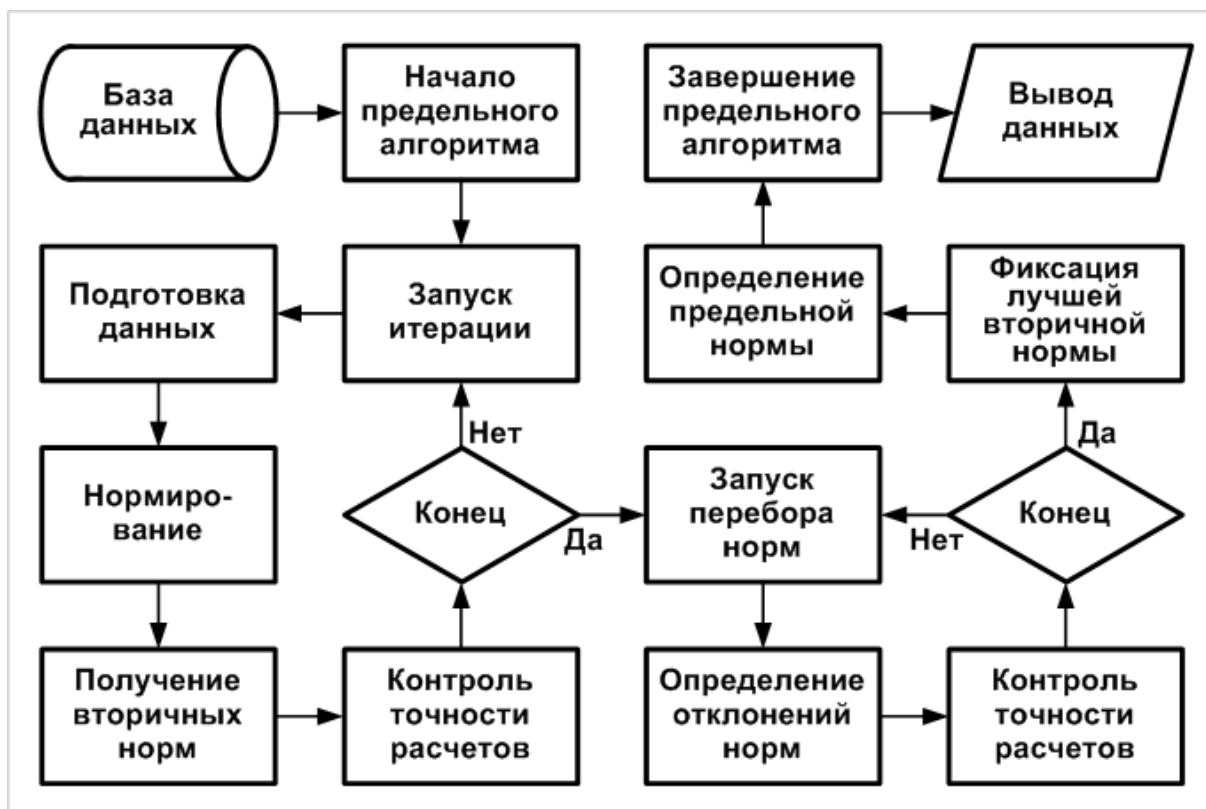 База
данных
Начало
предельного
алгоритма
Завершение
предельного
алгоритма
Вывод
данных
Подготовка
данных
Запуск
итерации
Определение
предельной
нормы
Фиксация
лучшей
вторичной
нормы
Нормиро-
вание
Нет
Конец
Да
Запуск
перебора
норм
Да
Конец
Нет
Получение
вторичных
норм
Контроль
точности
расчетов
Определение
отклонений
норм
Контроль
точности
расчетов